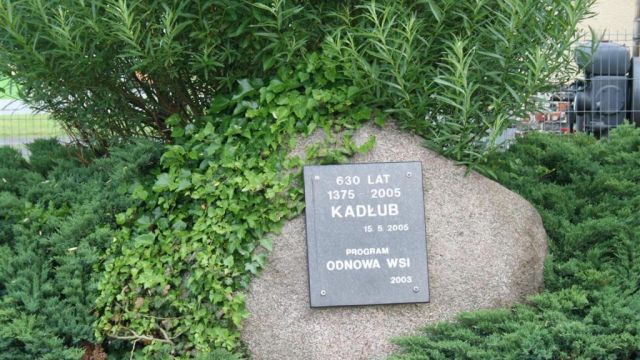 630 LAT
1375 - 2005
KADŁUB
15. 5. 2005
PROGRAM
ODNOWA WSI
2003